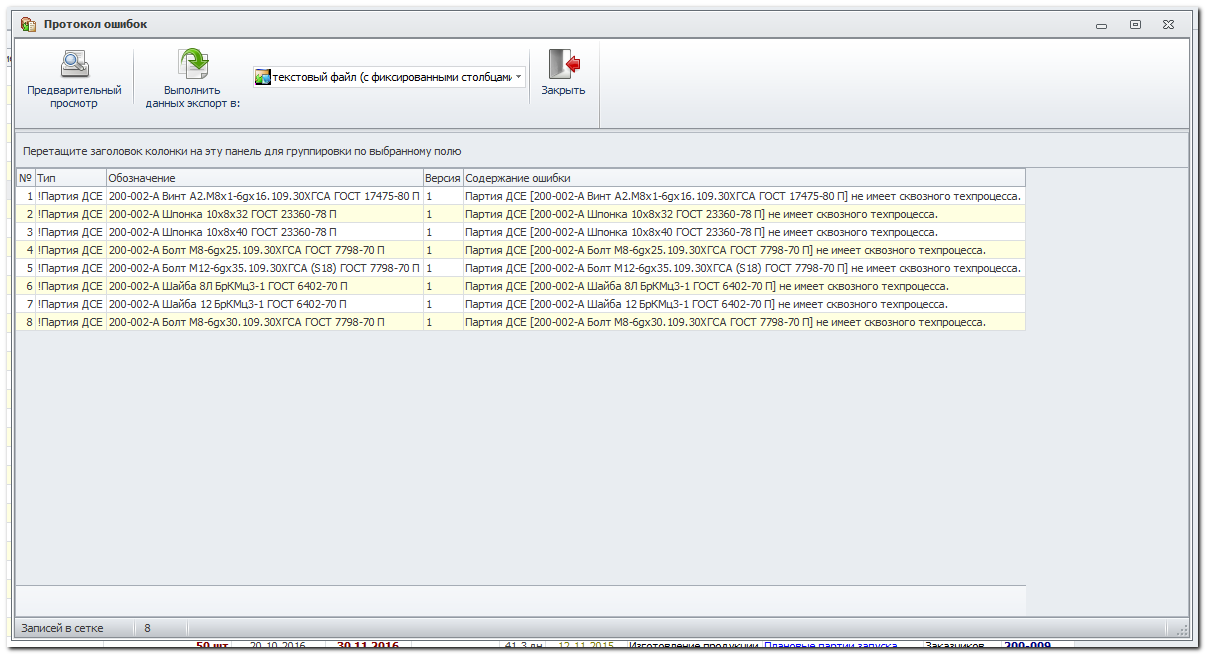 Протокол ошибок
Предварительный
просмотр
Выполнить
данных экспорт в:
текстовый файл (с фиксированными столбцами
Закрыть
Перетащите заголовок колонки на эту панель для группировки по выбранному полю
№ Тип Обозначение Версия Содержание ошибки
1 !Партия ДСЕ 200-002-А Винт А2.М8х1-6gх16.109.30ХГСА ГОСТ 17475-80 П 1 Партия ДСЕ [200-002-А Винт А2.М8х1-6gх16.109.30ХГСА ГОСТ 17475-80 П] не имеет сквозного техпроцесса.
2 !Партия ДСЕ 200-002-А Шпонка 10х8х32 ГОСТ 23360-78 П 1 Партия ДСЕ [200-002-А Шпонка 10х8х32 ГОСТ 23360-78 П] не имеет сквозного техпроцесса.
3 !Партия ДСЕ 200-002-А Шпонка 10х8х40 ГОСТ 23360-78 П 1 Партия ДСЕ [200-002-А Шпонка 10х8х40 ГОСТ 23360-78 П] не имеет сквозного техпроцесса.
4 !Партия ДСЕ 200-002-А Болт М8-6gх25.109.30ХГСА ГОСТ 7798-70 П 1 Партия ДСЕ [200-002-А Болт М8-6gх25.109.30ХГСА ГОСТ 7798-70 П] не имеет сквозного техпроцесса.
5 !Партия ДСЕ 200-002-А Болт М12-6gх35.109.30ХГСА (S18) ГОСТ 7798-70 П 1 Партия ДСЕ [200-002-А Болт М12-6gх35.109.30ХГСА (S18) ГОСТ 7798-70 П] не имеет сквозного техпроцесса.
6 !Партия ДСЕ 200-002-А Шайба 8Л БрКМц3-1 ГОСТ 6402-70 П 1 Партия ДСЕ [200-002-А Шайба 8Л БрКМц3-1 ГОСТ 6402-70 П] не имеет сквозного техпроцесса.
7 !Партия ДСЕ 200-002-А Шайба 12 БрКМц3-1 ГОСТ 6402-70 П 1 Партия ДСЕ [200-002-А Шайба 12 БрКМц3-1 ГОСТ 6402-70 П] не имеет сквозного техпроцесса.
8 !Партия ДСЕ 200-002-А Болт М8-6gх30.109.30ХГСА ГОСТ 7798-70 П 1 Партия ДСЕ [200-002-А Болт М8-6gх30.109.30ХГСА ГОСТ 7798-70 П] не имеет сквозного техпроцесса.
Записей в сетке 8
50 шт 20.10.2016 30.11.2016 41,3 дн 12.11.2015 Изготовление продукции Плановые партии запуска Заказчиков 200-009